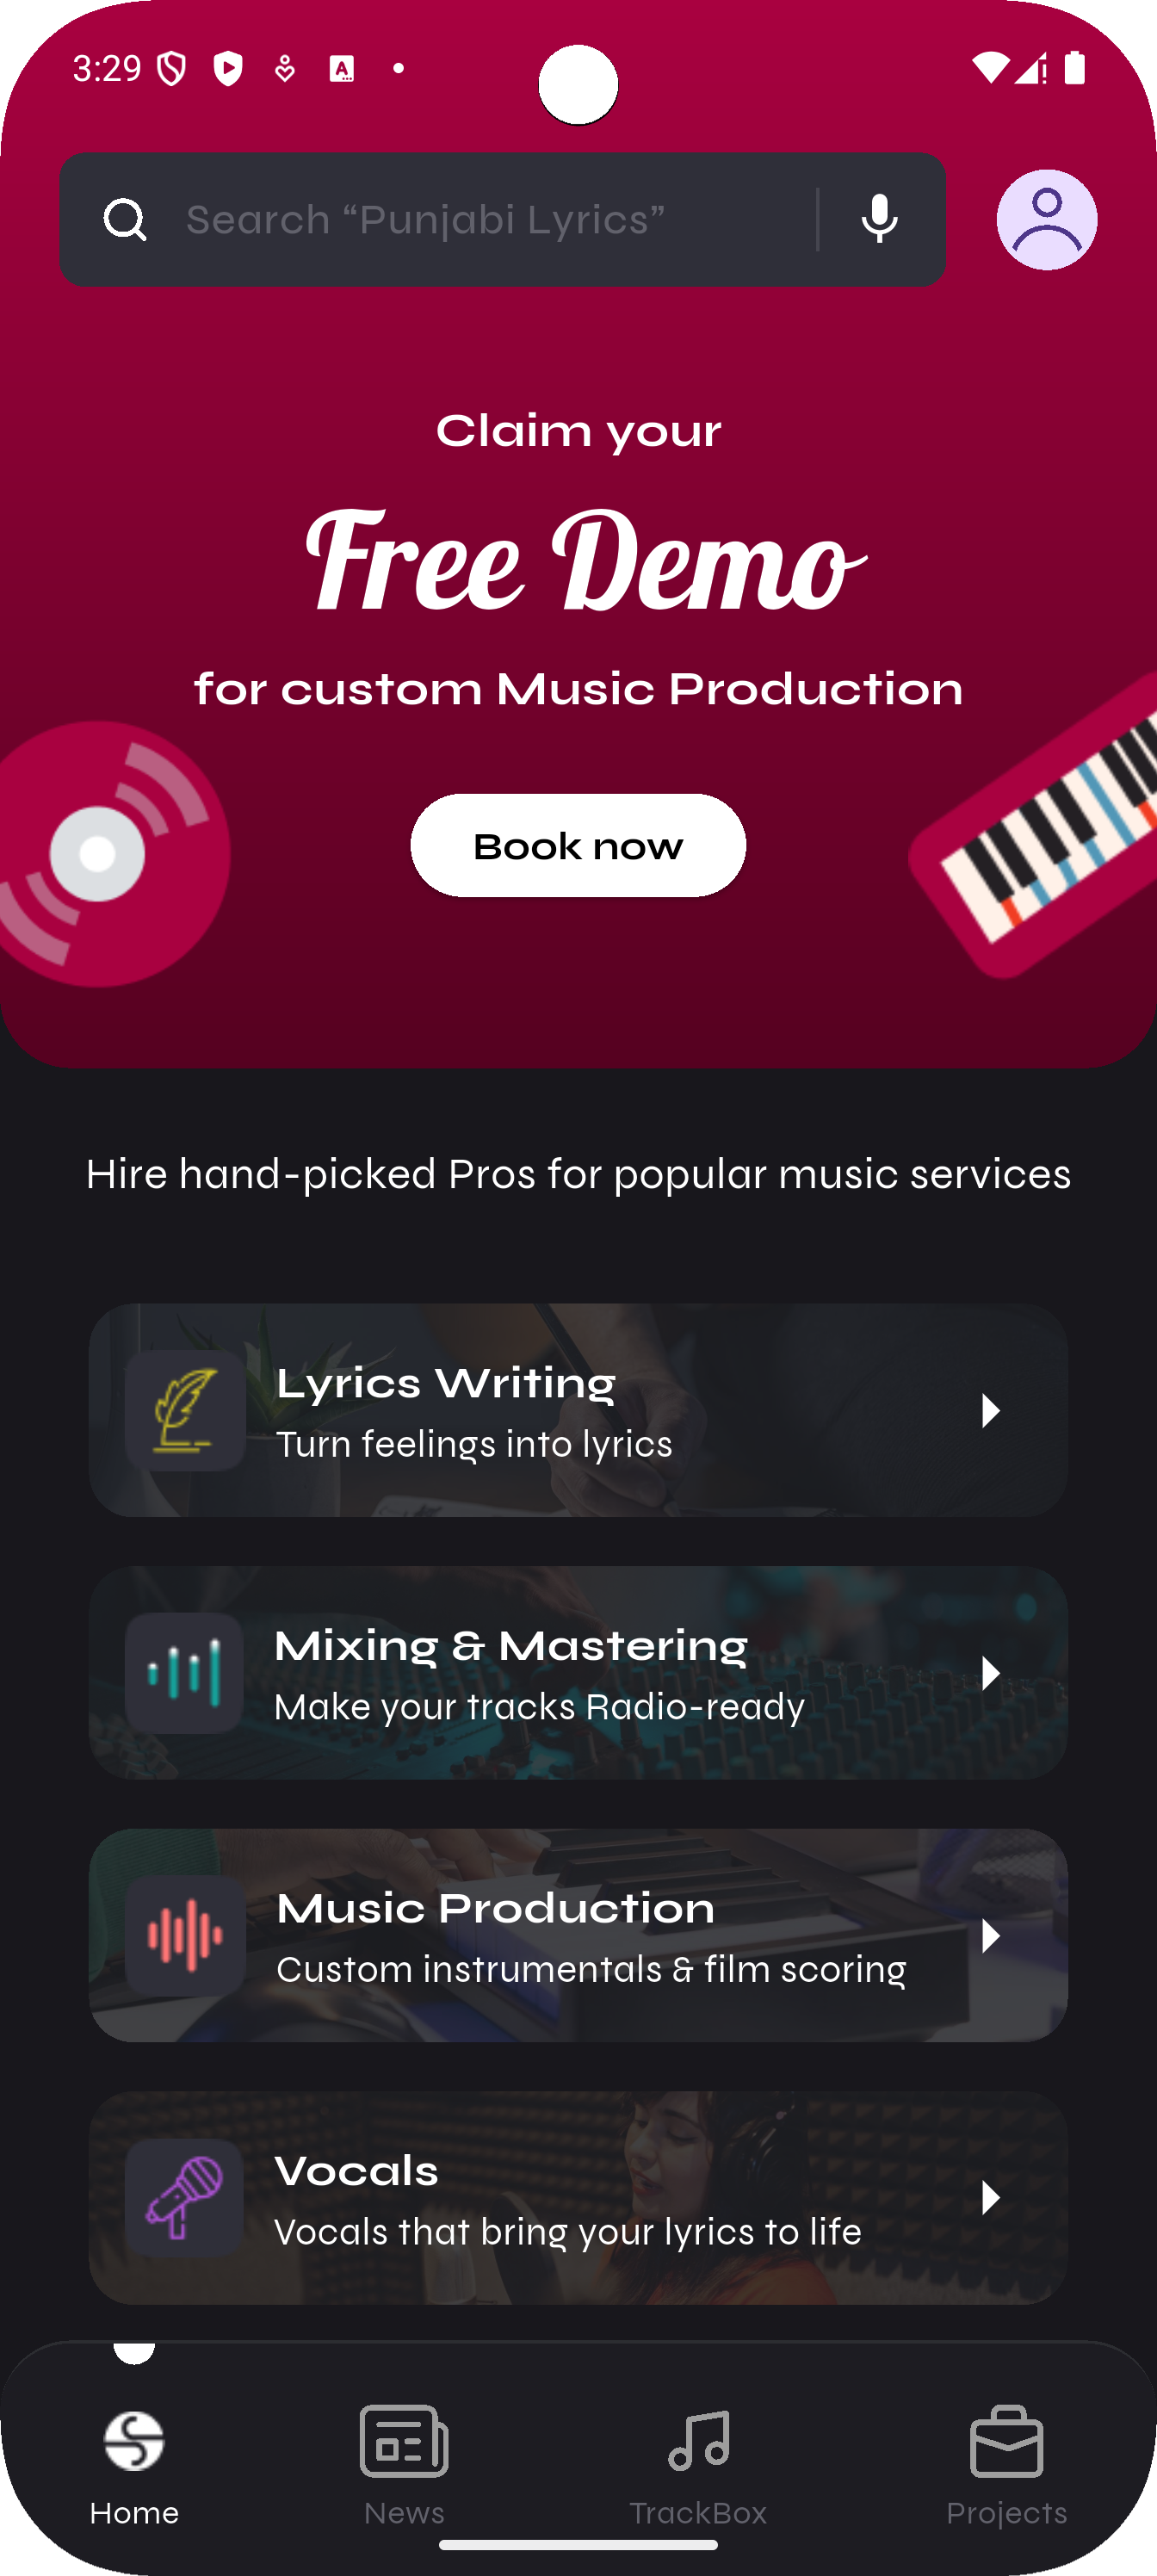 3:29
Search “Punjabi Lyrics”
Claim your
Free Demo
for custom Music Production
Book now
Hire hand-picked Pros for popular music services
Lyrics Writing
Turn feelings into lyrics
Mixing & Mastering
Make your tracks Radio-ready
Music Production
Custom instrumentals & film scoring
Vocals
Vocals that bring your lyrics to life
Home
News
TrackBox
Projects